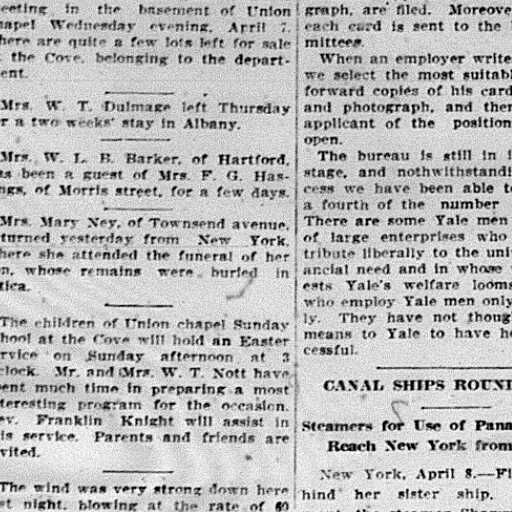 eeting in the basement of Union
apel Wednesday evening, April 7.
here are quite a few lots left for sale
the Cove, belonging to the depart-
ent.
Mrs. W. T. Dulmage left Thursday
r a two weeks' stay in Albany.
Mrs. W. L. B. Barker, of Hartford,
as been a guest of Mrs. F. G. Has-
ngs, of Morris street, for a few days.
Mrs. Mary Ney, of Townsend avenue,
turned yesterday from New York,
here she attended the funeral of her
n, whose remains were buried in
tica.
The children of Union chapel Sunday
hool at the Cove will hold an Easter
rvice on Sunday afternoon at 3
clock. Mr. and Mrs. W. T. Nott have
ent much time in preparing a most
teresting program for the occasion.
ev. Franklin Knight will assist in
is service. Parents and friends are
vited.
The wind was very strong down here
st night, blowing at the rate of 60
graph, are filed. Moreove
each card is sent to the
mittees.
When an employer write
we select the most suitabl
forward copies of his card
and photograph, and ther
applicant of the position
open.
The bureau is still in i
stage, and nothwithstandi
cess we have been able t
a fourth of the number
There are some Yale men
of large enterprises who
tribute liberally to the uni
ancial need and in whose
ests Yale's welfare looms
who employ Yale men only
ly. They have not thoug
means to Yale to have h
cessful.
CANAL SHIPS ROUNI
Steamers for Use of Pana
Reach New York from
New York, April 8.—Fi
hind her sister ship,